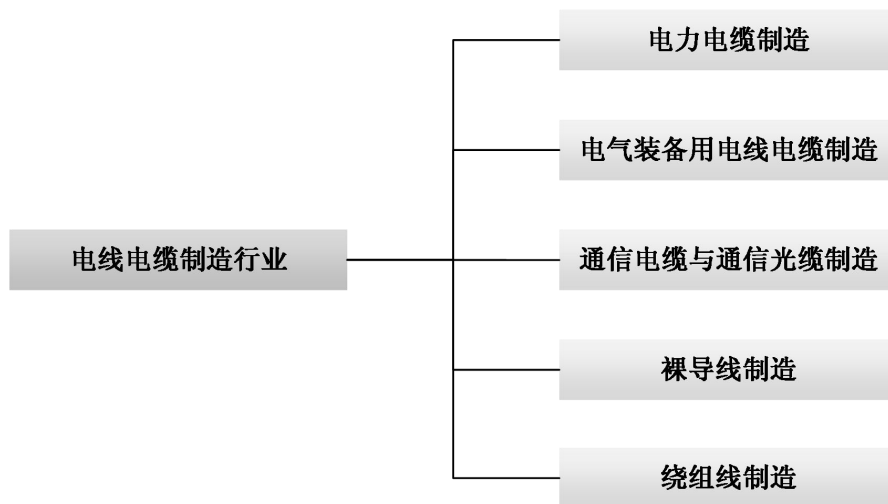 电力电缆制造
电气装备用电线电缆制造
电线电缆制造行业
通信电缆与通信光缆制造
裸导线制造
绕组线制造